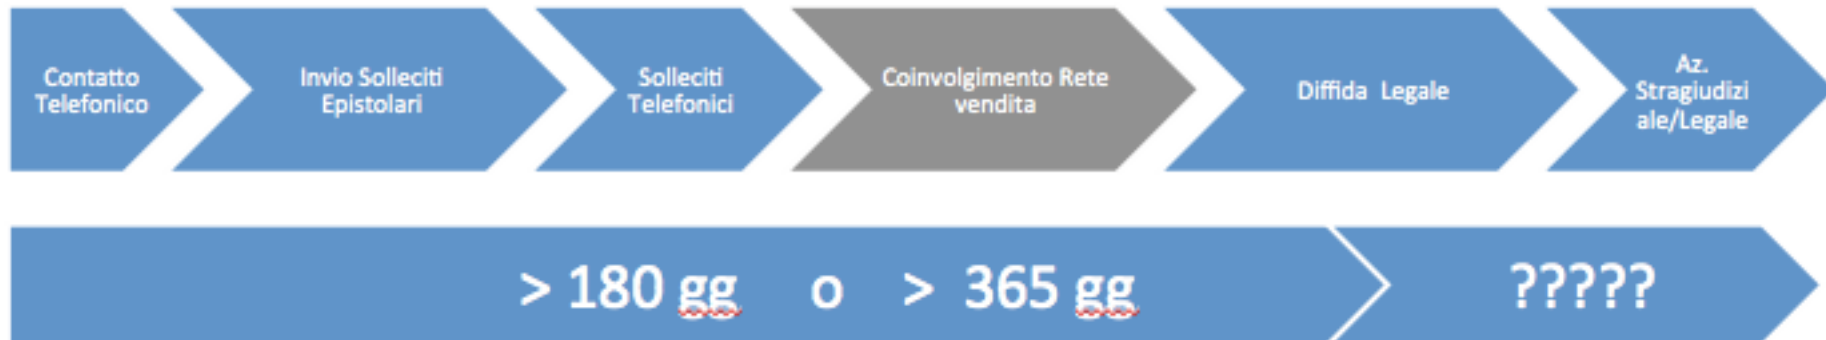 Contatto
Telefonico
Invio Solleciti
Epistolari
Solleciti
Telefonici
Coinvolgimento Rete
vendita
Diffida Legale
Az.
Stragiudizi
ale/Legale
> 180 gg o > 365 gg
?????